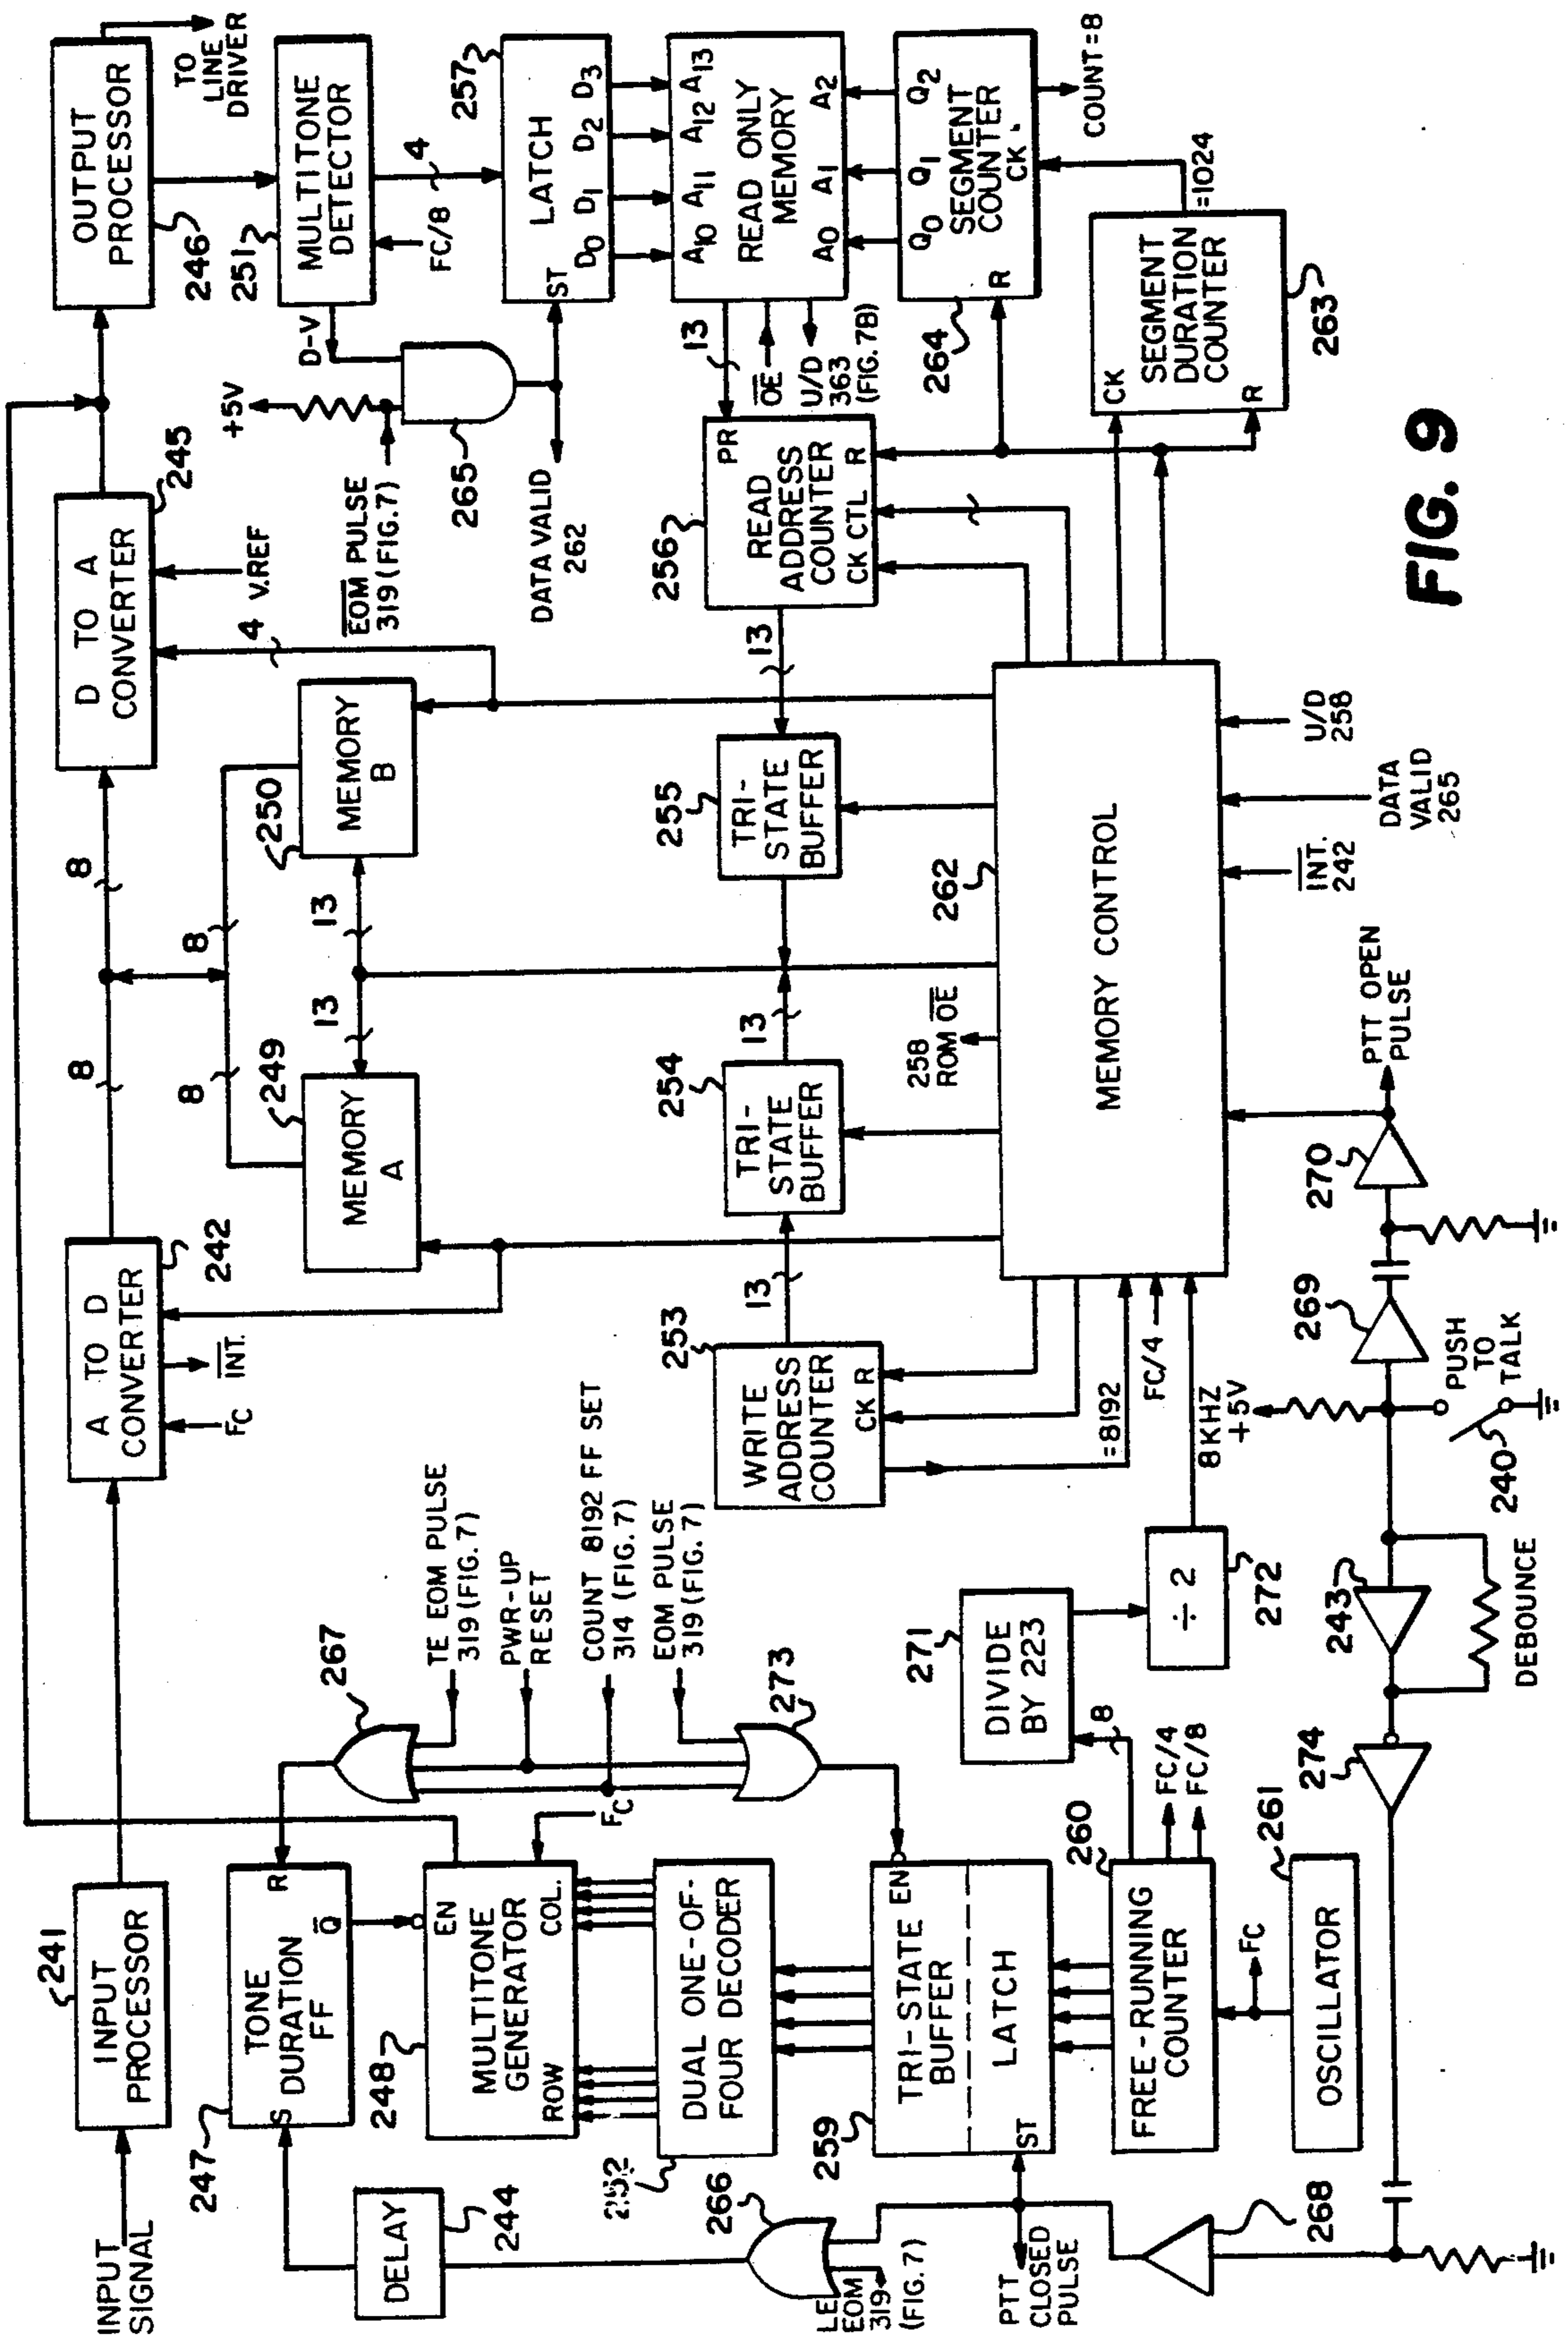 INPUT
SIGNAL
241
INPUT
PROCESSOR
A TO D
CONVERTER
242
FC
INT.
8
8
D TO A
CONVERTER
245
V.REF
4
OUTPUT
PROCESSOR
246
TO
LINE
DRIVER
247
TONE
DURATION
FF
S
R
Q
267
TE EOM PULSE
319 (FIG. 7)
PWR-UP
RESET
COUNT 8192 FF SET
314 (FIG. 7)
EOM PULSE
319 (FIG. 7)
273
249
MEMORY
A
8
8
13
13
250
MEMORY
B
+5V
EOM PULSE
319 (FIG.7)
D-V
265
DATA VALID
262
251
MULTITONE
DETECTOR
FC/8
4
257
LATCH
ST
D0 D1 D2 D3
DELAY
244
248
EN
MULTITONE
GENERATOR
ROW
COL.
FC
252
DUAL ONE-OF-
FOUR DECODER
266
LE
EOM
319
(FIG. 7)
259
TRI-STATE
BUFFER
EN
LATCH
ST
PTT
CLOSED
PULSE
253
WRITE
ADDRESS
COUNTER
CK R
13
254
TRI-
STATE
BUFFER
13
258
ROM OE
255
TRI-
STATE
BUFFER
13
256
PR
READ
ADDRESS
COUNTER
CK CTL R
13
OE
U/D
363
(FIG. 7B)
A10 A11 A12 A13
READ ONLY
MEMORY
A0 A1 A2
264
Q0 Q1 Q2
SEGMENT
COUNTER
R
CK
COUNT=8
271
DIVIDE
BY 223
8
÷ 2
272
260
FREE-RUNNING
COUNTER
FC/4
FC/8
FC
261
OSCILLATOR
=8192
FC/4
8KHZ
262
MEMORY CONTROL
INT.
242
DATA
VALID
265
U/D
258
CK
SEGMENT
DURATION
COUNTER
R
=1024
263
268
274
243
DEBOUNCE
+5V
240
PUSH
TO
TALK
269
270
PTT OPEN
PULSE
FIG. 9